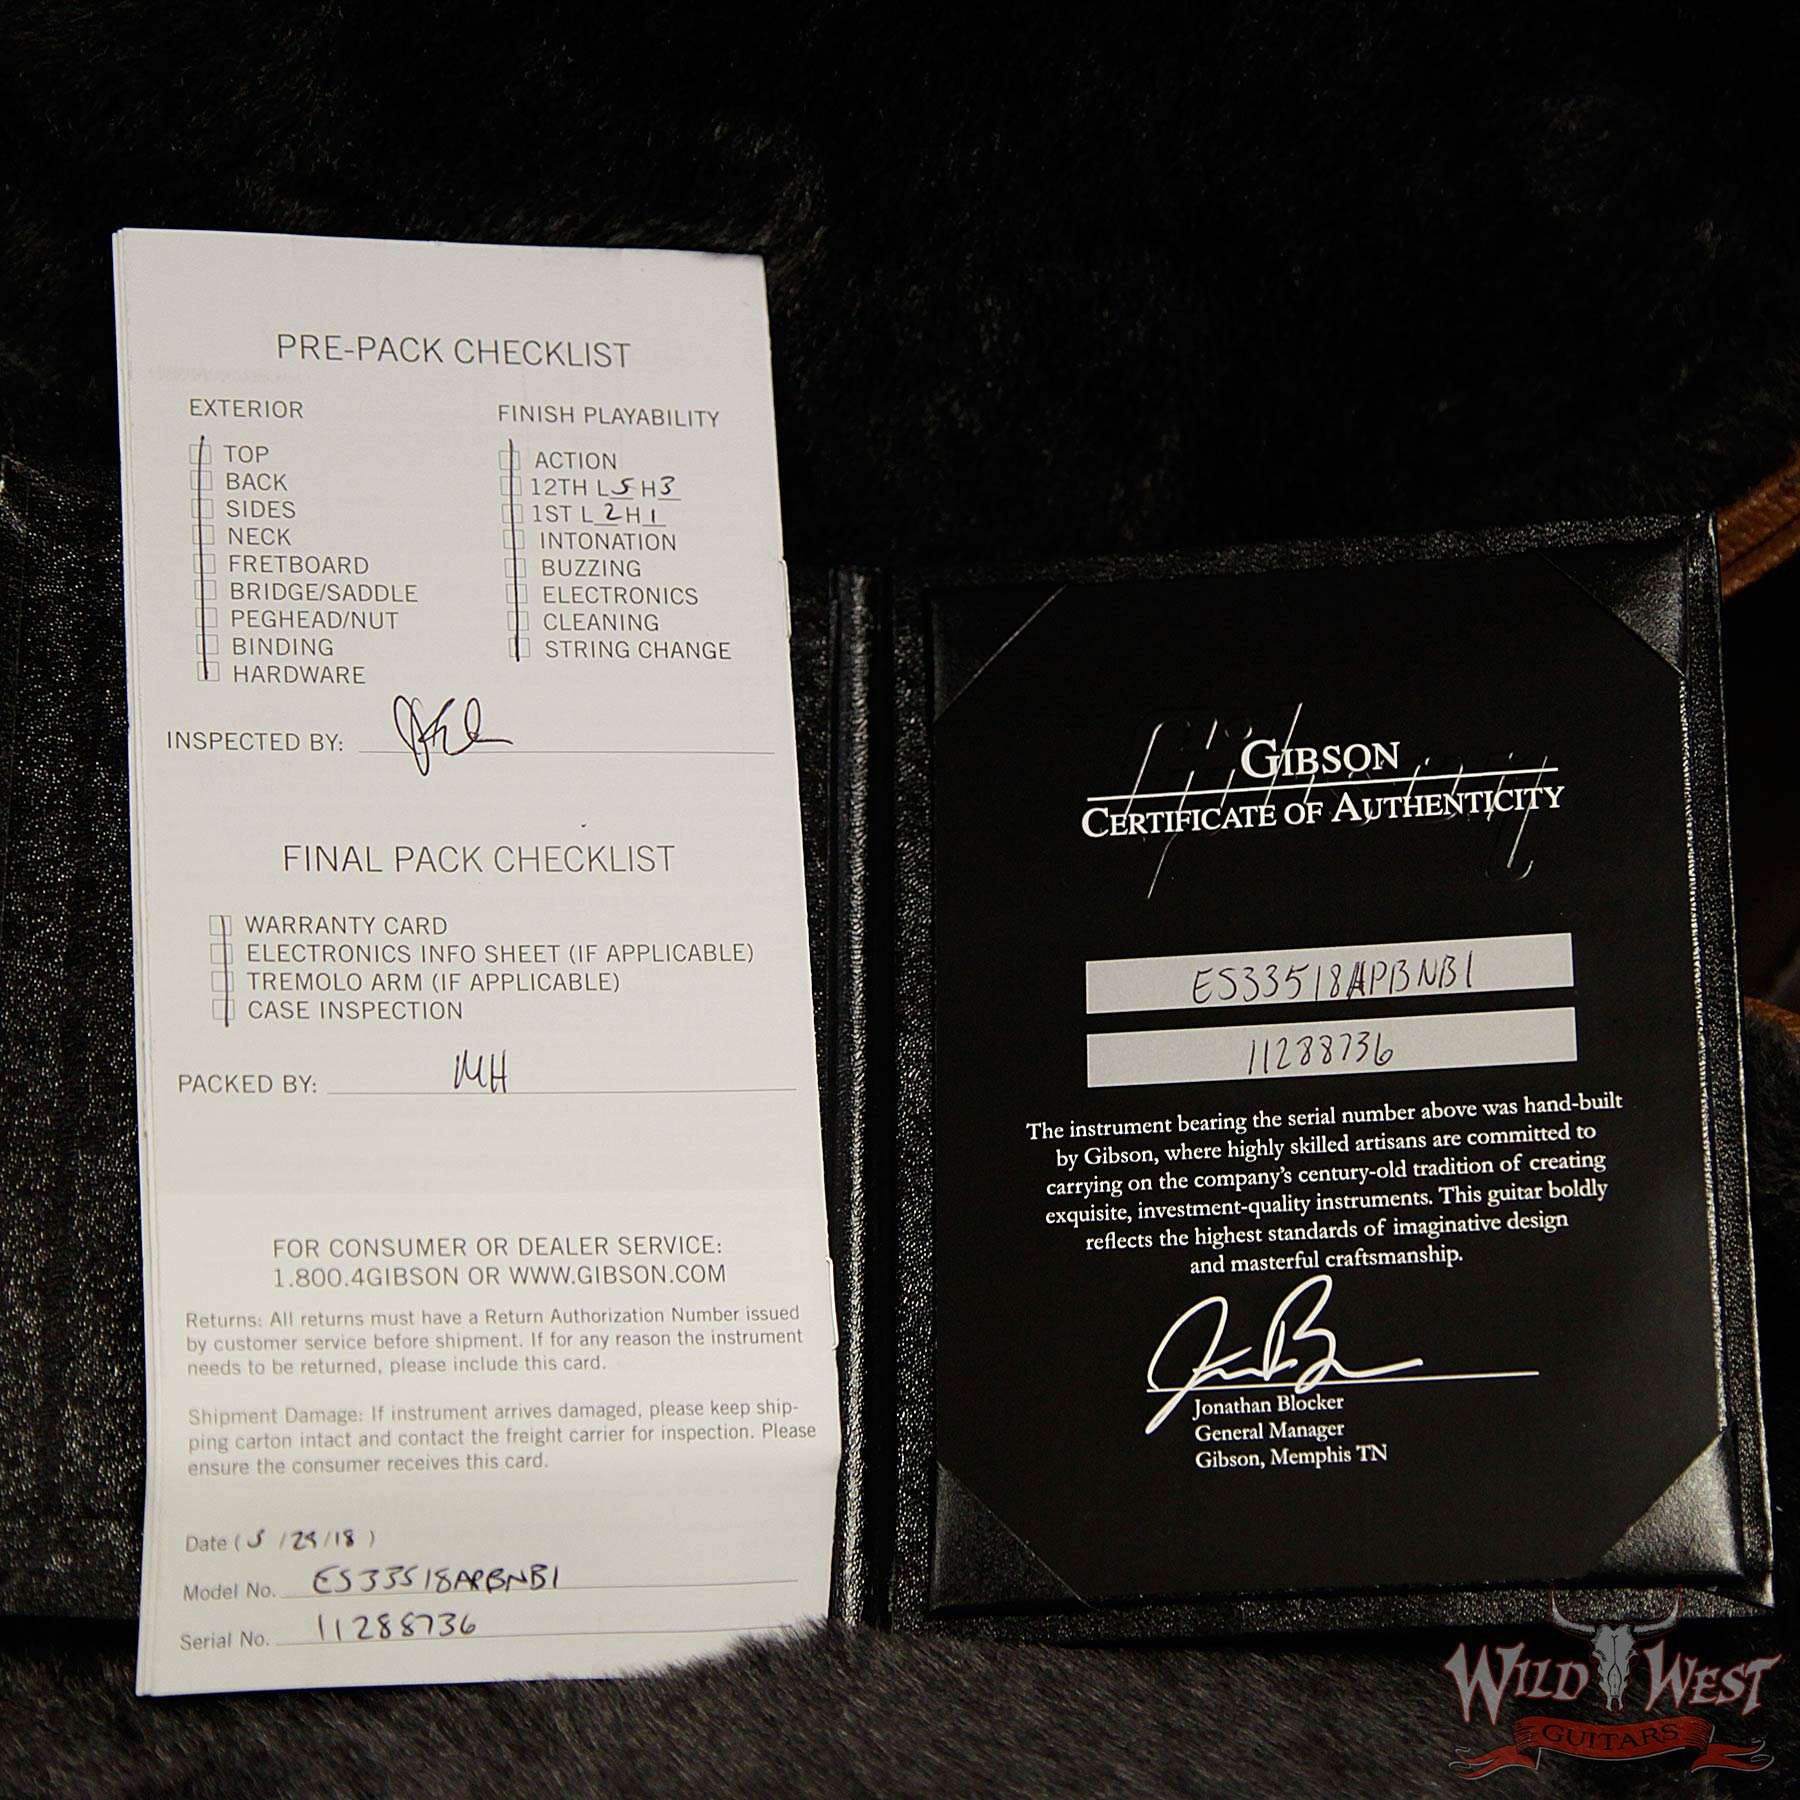 PRE-PACK CHECKLIST
EXTERIOR
TOP
BACK
SIDES
NECK
FRETBOARD
BRIDGE/SADDLE
PEGHEAD/NUT
BINDING
HARDWARE
FINISH PLAYABILITY
ACTION
12TH L 5 H 3
1ST L 2 H 1
INTONATION
BUZZING
ELECTRONICS
CLEANING
STRING CHANGE
INSPECTED BY:
FINAL PACK CHECKLIST
WARRANTY CARD
ELECTRONICS INFO SHEET (IF APPLICABLE)
TREMOLO ARM (IF APPLICABLE)
CASE INSPECTION
PACKED BY: MH
FOR CONSUMER OR DEALER SERVICE:
1.800.4GIBSON OR WWW.GIBSON.COM
Returns: All returns must have a Return Authorization Number issued
by customer service before shipment. If for any reason the instrument
needs to be returned, please include this card.
Shipment Damage: If instrument arrives damaged, please keep ship-
ping carton intact and contact the freight carrier for inspection. Please
ensure the consumer receives this card.
Date ( 5 / 29 / 18 )
Model No. ES33518APBNB1
Serial No. 11288736
GIBSON
CERTIFICATE OF AUTHENTICITY
ES33518APBNB1
11288736
The instrument bearing the serial number above was hand-built
by Gibson, where highly skilled artisans are committed to
carrying on the company's century-old tradition of creating
exquisite, investment-quality instruments. This guitar boldly
reflects the highest standards of imaginative design
and masterful craftsmanship.
Jonathan Blocker
General Manager
Gibson, Memphis TN
WILD WEST
GUITARS